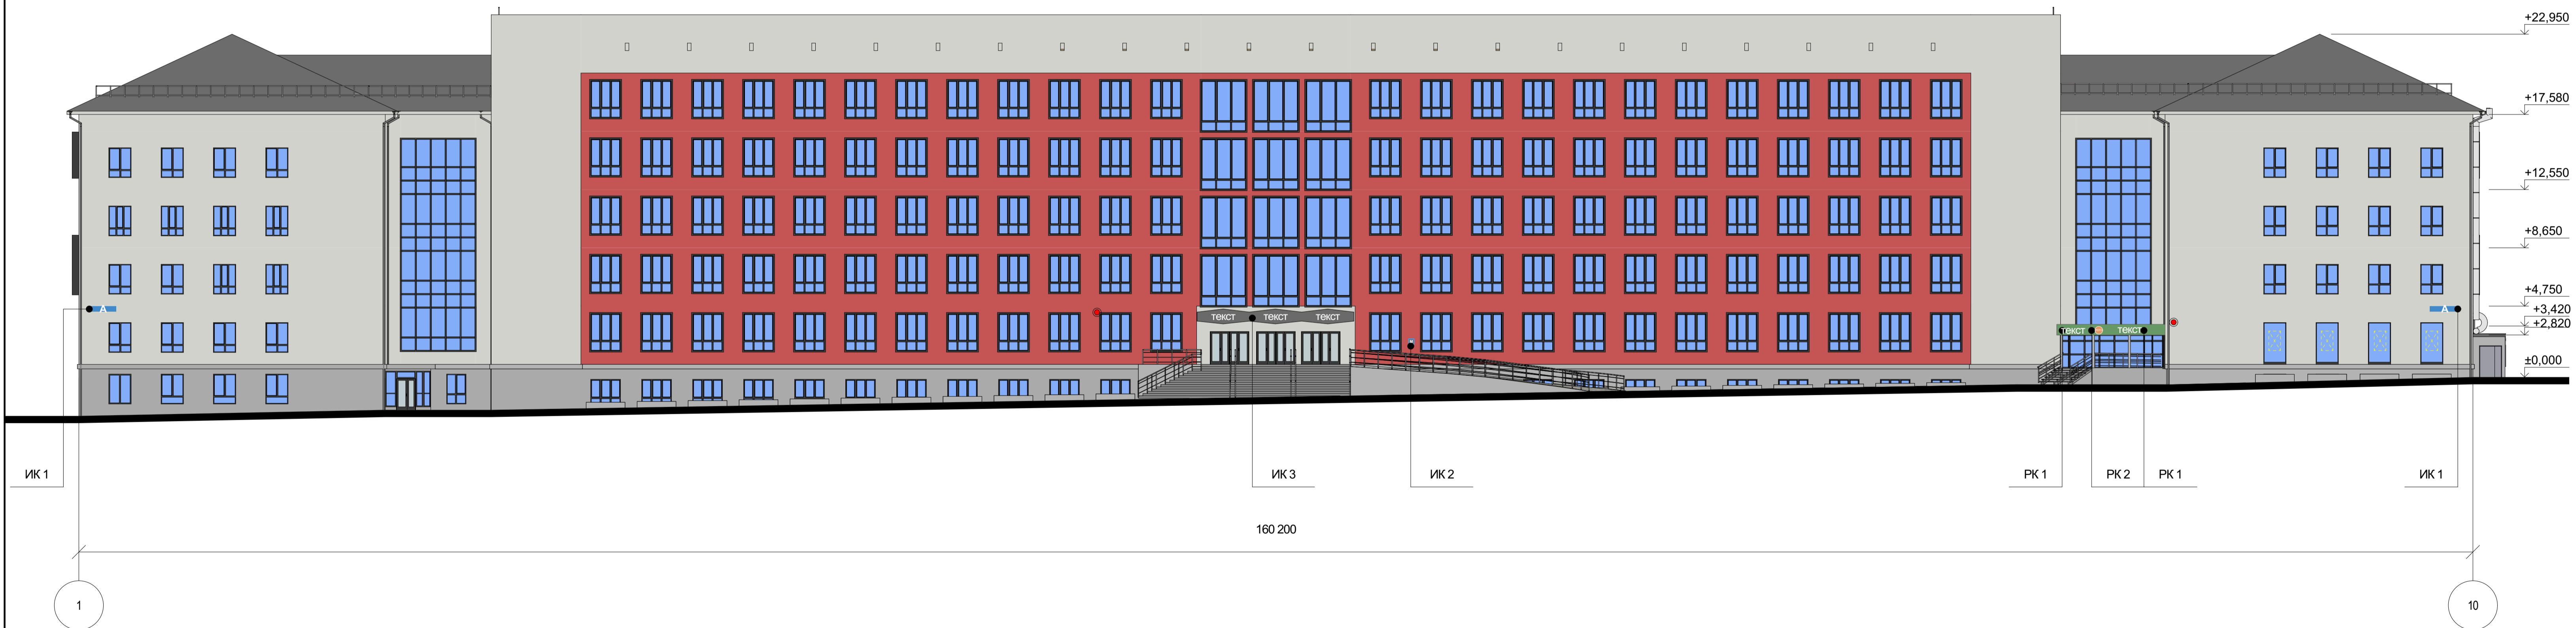 +22,950
+17,580
+12,550
+8,650
+4,750
+3,420
+2,820
±0,000
А
текст текст текст
текст текст
А
ИК 1
ИК 3
ИК 2
РК 1
РК 2
РК 1
ИК 1
160 200
1
10